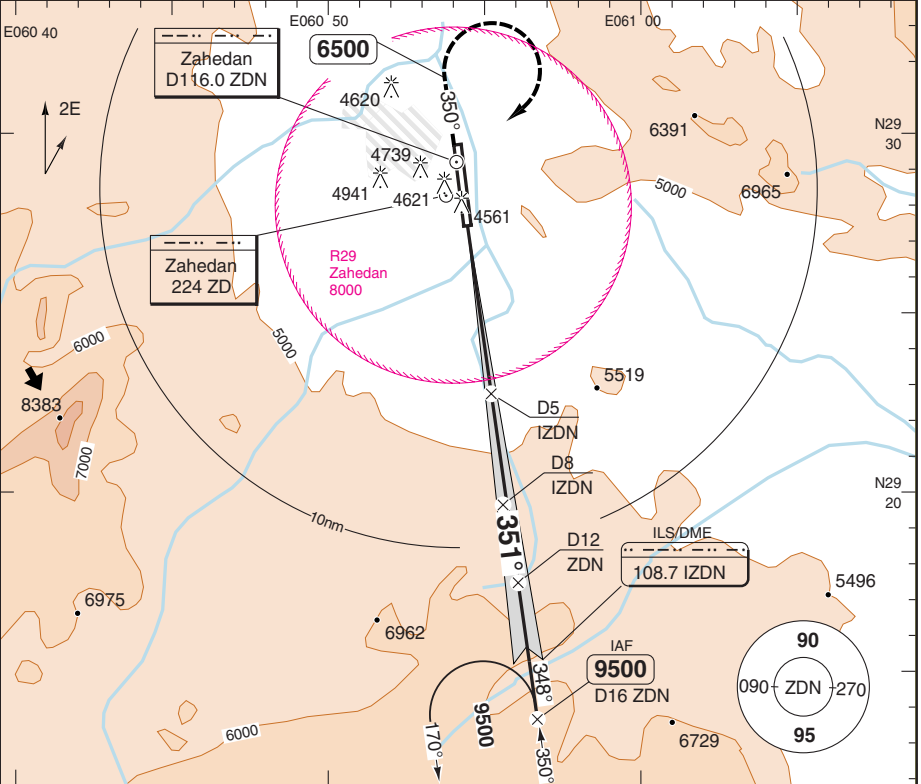 E060 40
E060 50
E061 00
Zahedan
D116.0 ZDN
6500
2E
4620
350°
6391
N29
30
4739
4941
4621
4561
5000
6965
Zahedan
224 ZD
R29
Zahedan
8000
6000
5000
8383
5519
D5
IZDN
7000
D8
IZDN
N29
20
10nm
351°
D12
ZDN
ILS/DME
108.7 IZDN
5496
6975
6962
IAF
9500
D16 ZDN
348°
90
090
ZDN
270
95
9500
6000
170°
350°
6729